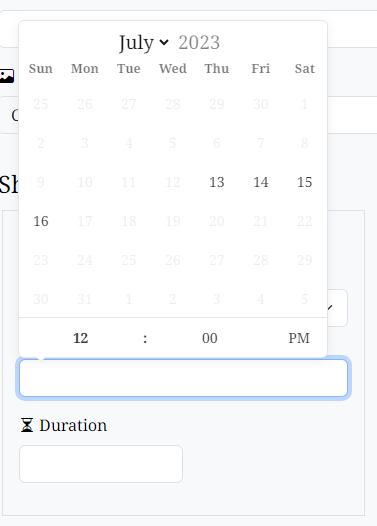 July 2023
Sun Mon Tue Wed Thu Fri Sat
25 26 27 28 29 30 1
2 3 4 5 6 7 8
9 10 11 12 13 14 15
16 17 18 19 20 21 22
23 24 25 26 27 28 29
30 31 1 2 3 4 5
12 : 00 PM
Duration